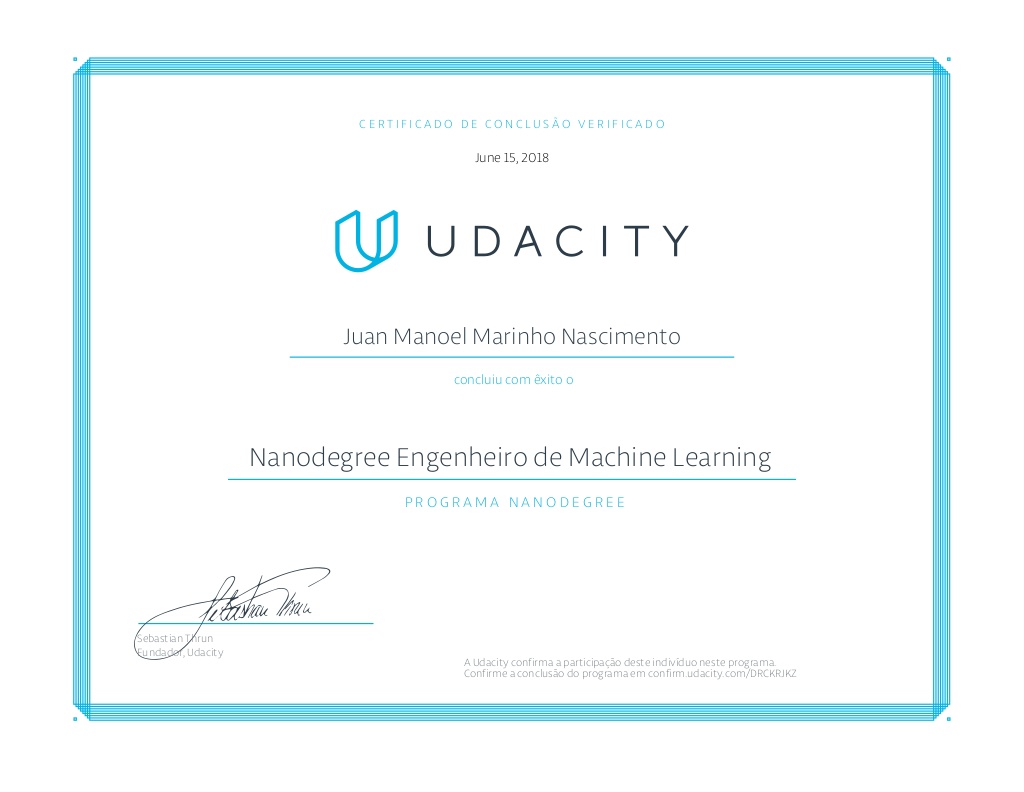 CERTIFICADO DE CONCLUSÃO VERIFICADO
June 15, 2018
UDACITY
Juan Manoel Marinho Nascimento
concluiu com êxito o
Nanodegree Engenheiro de Machine Learning
PROGRAMA NANODEGREE
Sebastian Thrun
Sebastian Thrun
Fundador, Udacity
A Udacity confirma a participação deste indivíduo neste programa.
Confirme a conclusão do programa em confirm.udacity.com/DRCKRJKZ